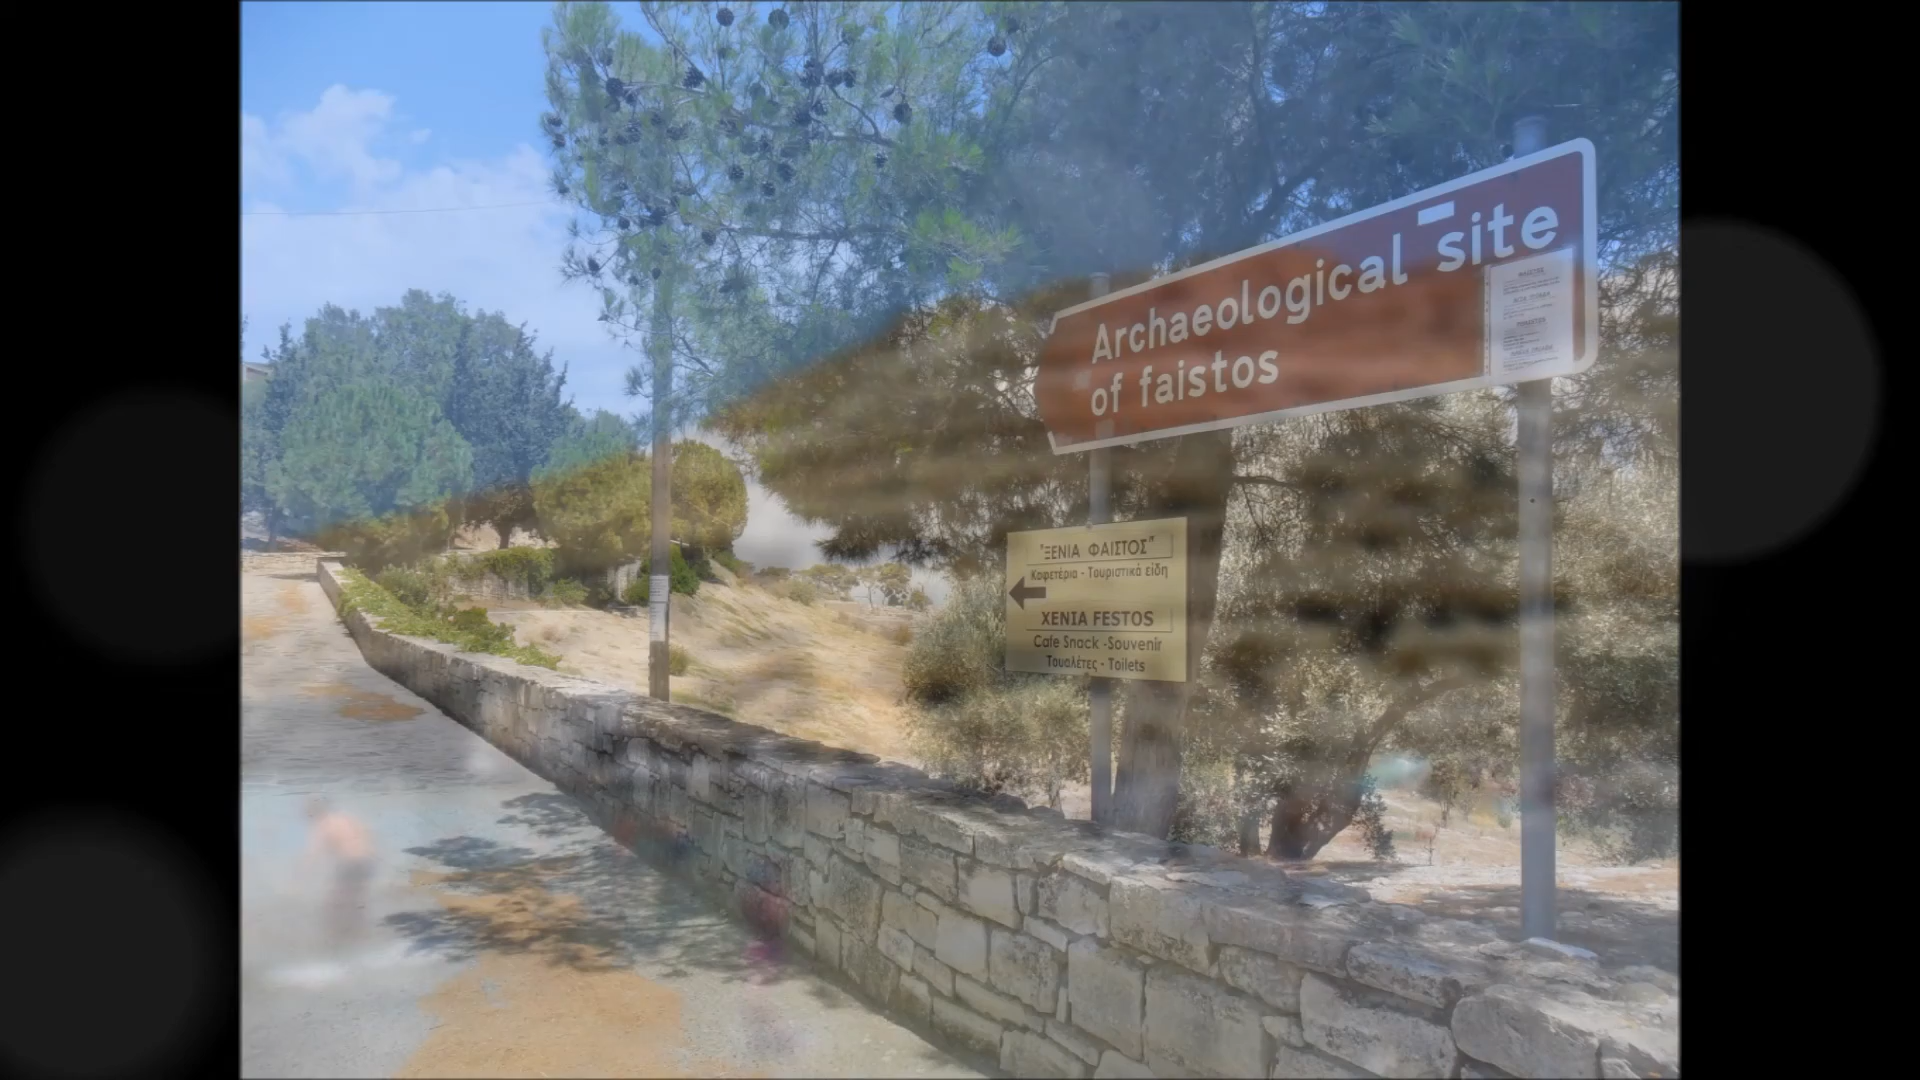 Archaeological site
of faistos
"ΞΕΝΙΑ ΦΑΙΣΤΟΣ"
Καφετέρια - Τουριστικά είδη
XENIA FESTOS
Cafe Snack -Souvenir
Τουαλέτες - Toilets